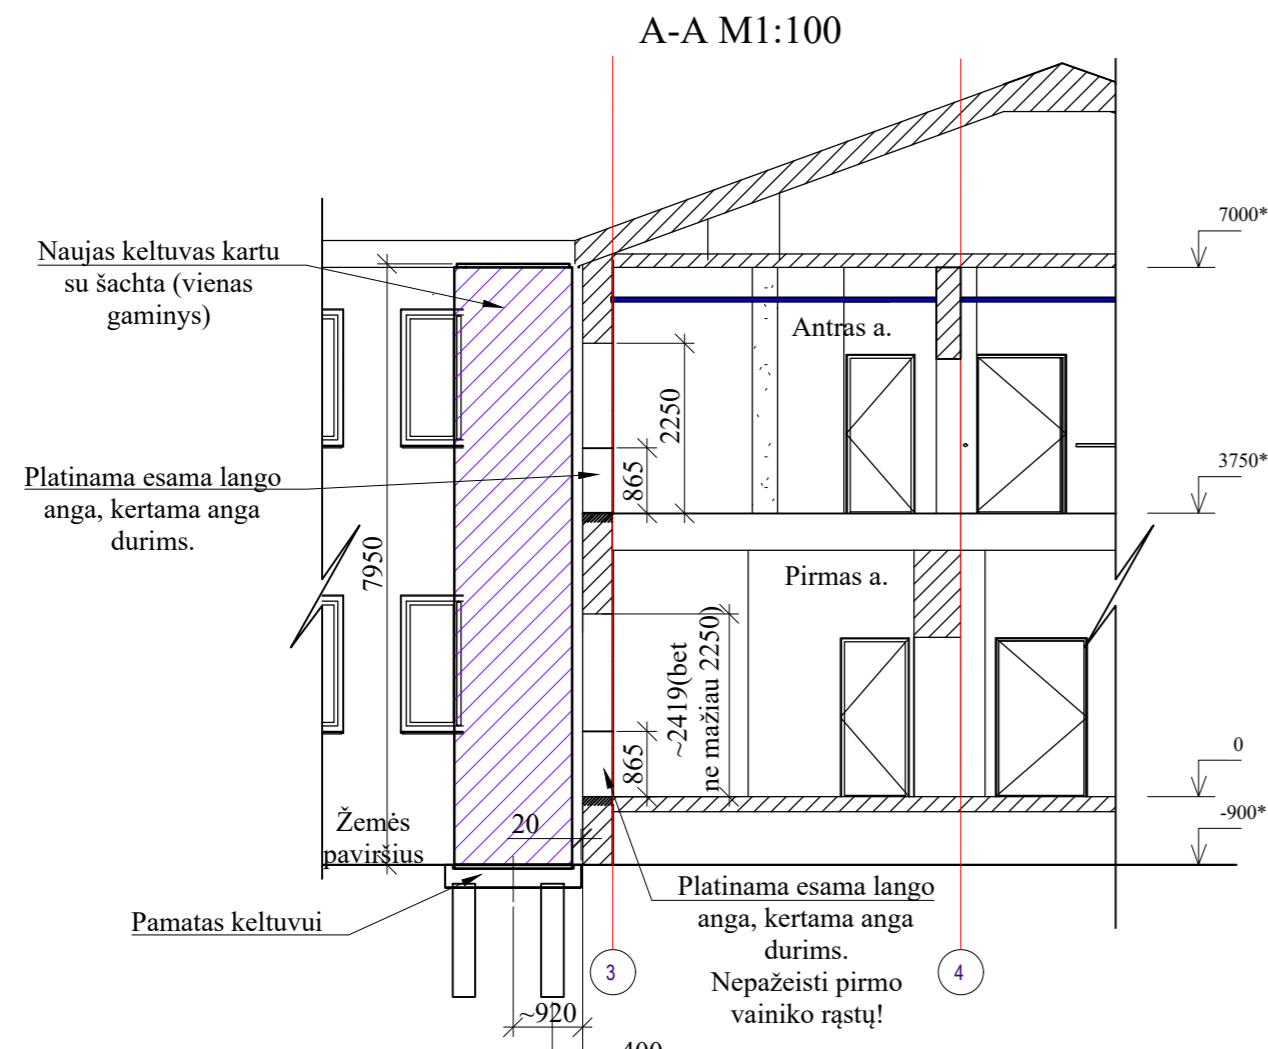 A-A M1:100
7000*
Naujas keltuvas kartu
su šachta (vienas
gaminys)
Antras a.
2250
865
3750*
Platinama esama lango
anga, kertama anga
durims.
7950
Pirmas a.
~2419(bet
ne mažiau 2250)
865
0
-900*
Žemės
paviršius
20
Pamatas keltuvui
Platinama esama lango
anga, kertama anga
durims.
Nepažeisti pirmo
vainiko rąstų!
3
4
~920
400